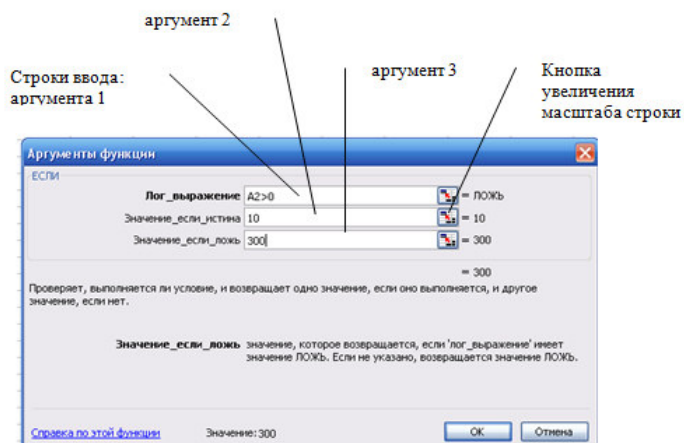 аргумент 2
Строки ввода:
аргумента 1
аргумент 3
Кнопка
увеличения
масштаба строки
Аргументы функции
ЕСЛИ
Лог_выражение A2>0 = ЛОЖЬ
Значение_если_истина 10 = 10
Значение_если_ложь 300 = 300
= 300
Проверяет, выполняется ли условие, и возвращает одно значение, если оно выполняется, и другое
значение, если нет.
Значение_если_ложь значение, которое возвращается, если 'лог_выражение' имеет
значение ЛОЖЬ. Если не указано, возвращается значение ЛОЖЬ.
Справка по этой функции Значение:300 ОК Отмена